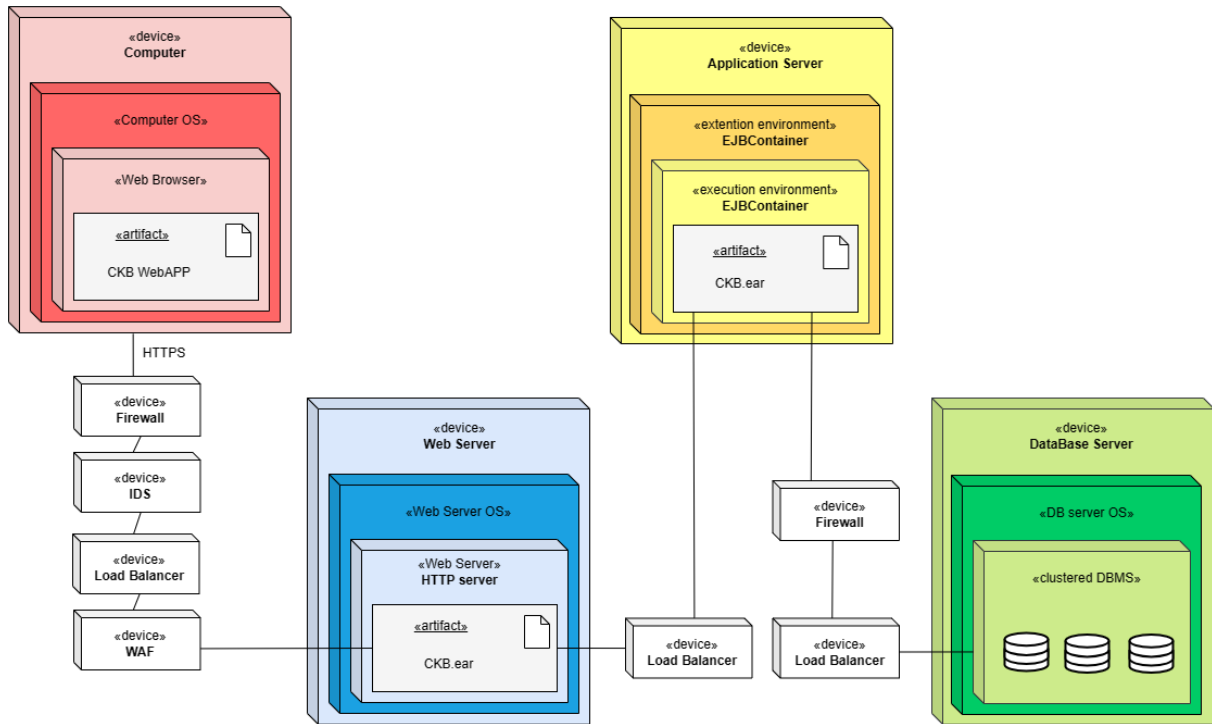 «device»
Computer
«Computer OS»
«Web Browser»
«artifact»
CKB WebAPP
HTTPS
«device»
Firewall
«device»
IDS
«device»
Load Balancer
«device»
WAF
«device»
Web Server
«Web Server OS»
«Web Server»
HTTP server
«artifact»
CKB.ear
«device»
Application Server
«extention environment»
EJBContainer
«execution environment»
EJBContainer
«artifact»
CKB.ear
«device»
Load Balancer
«device»
Firewall
«device»
Load Balancer
«device»
DataBase Server
«DB server OS»
«clustered DBMS»